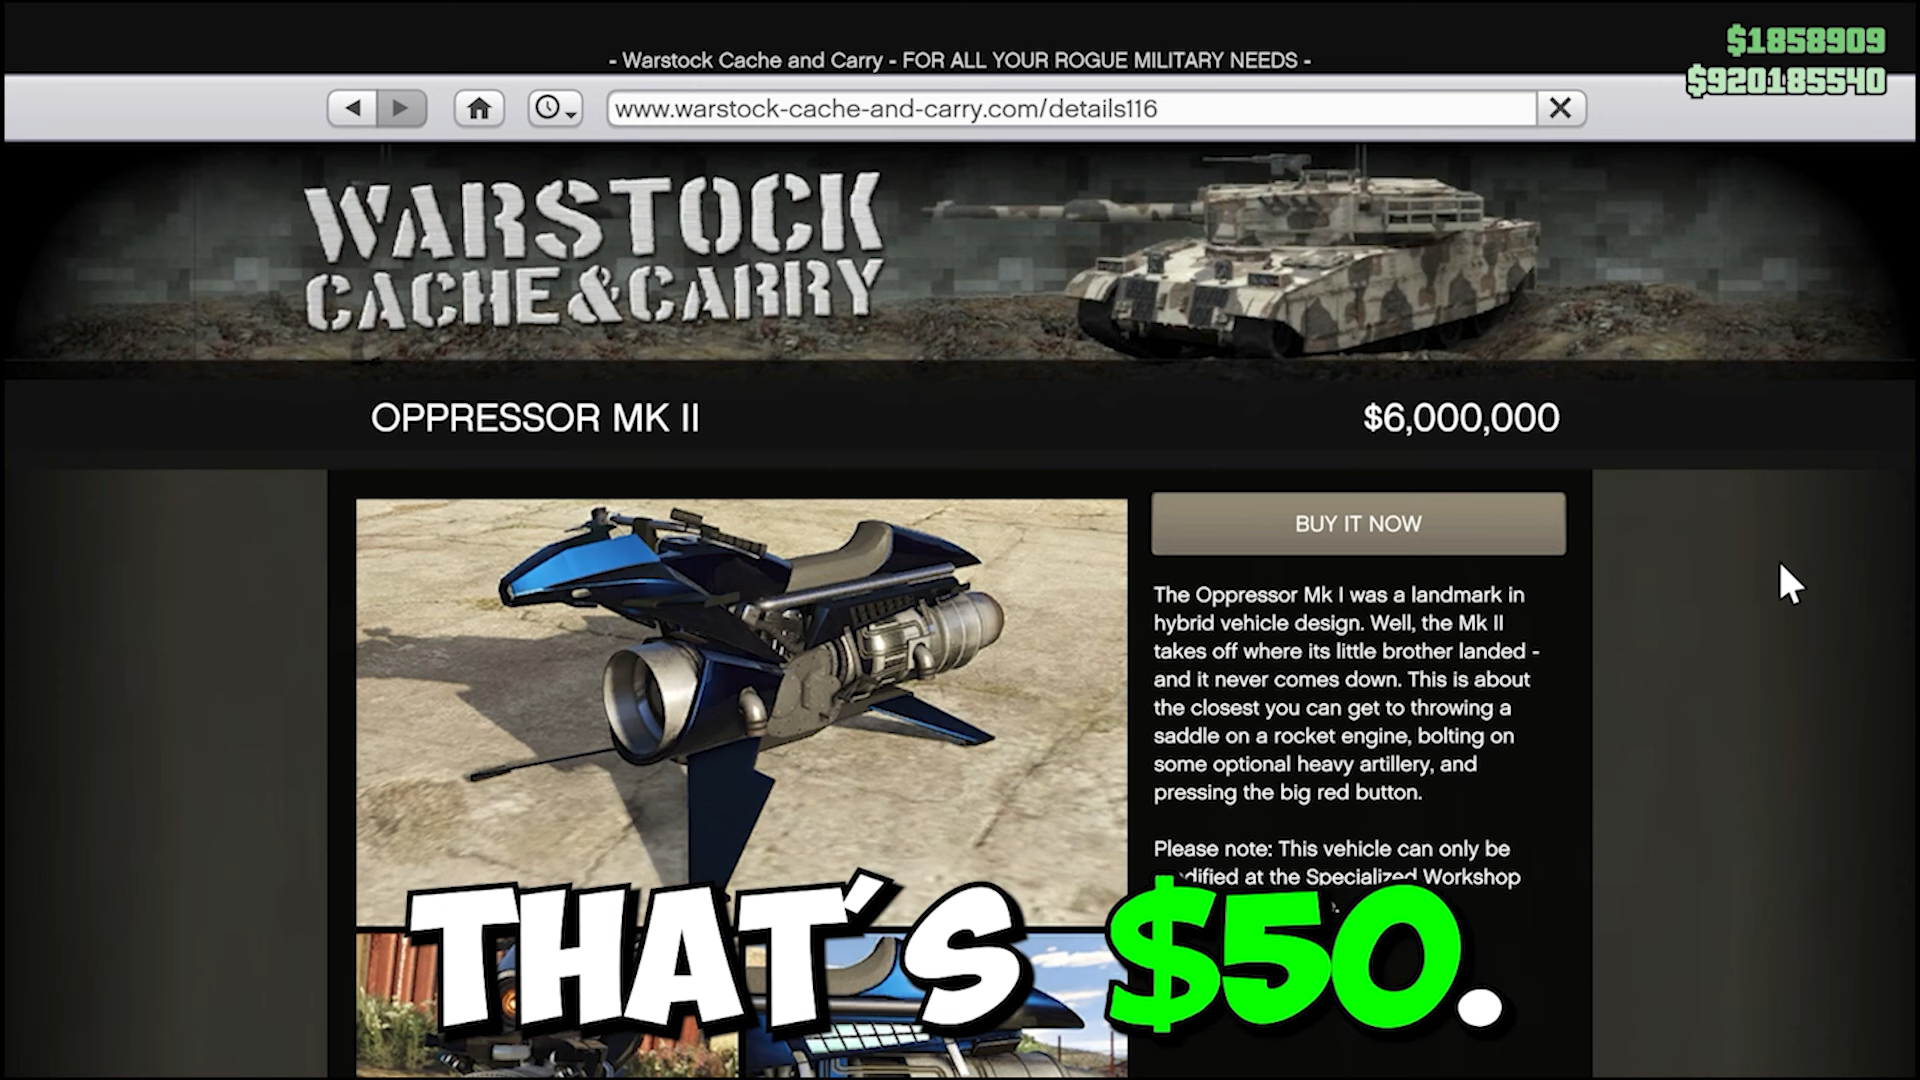 - Warstock Cache and Carry - FOR ALL YOUR ROGUE MILITARY NEEDS -
$1858909
$920185540
www.warstock-cache-and-carry.com/details116
WARSTOCK
CACHE & CARRY
OPPRESSOR MK II
$6,000,000
BUY IT NOW
The Oppressor Mk I was a landmark in
hybrid vehicle design. Well, the Mk II
takes off where its little brother landed -
and it never comes down. This is about
the closest you can get to throwing a
saddle on a rocket engine, bolting on
some optional heavy artillery, and
pressing the big red button.
Please note: This vehicle can only be
at the Specialized Workshop
THAT'S $50.